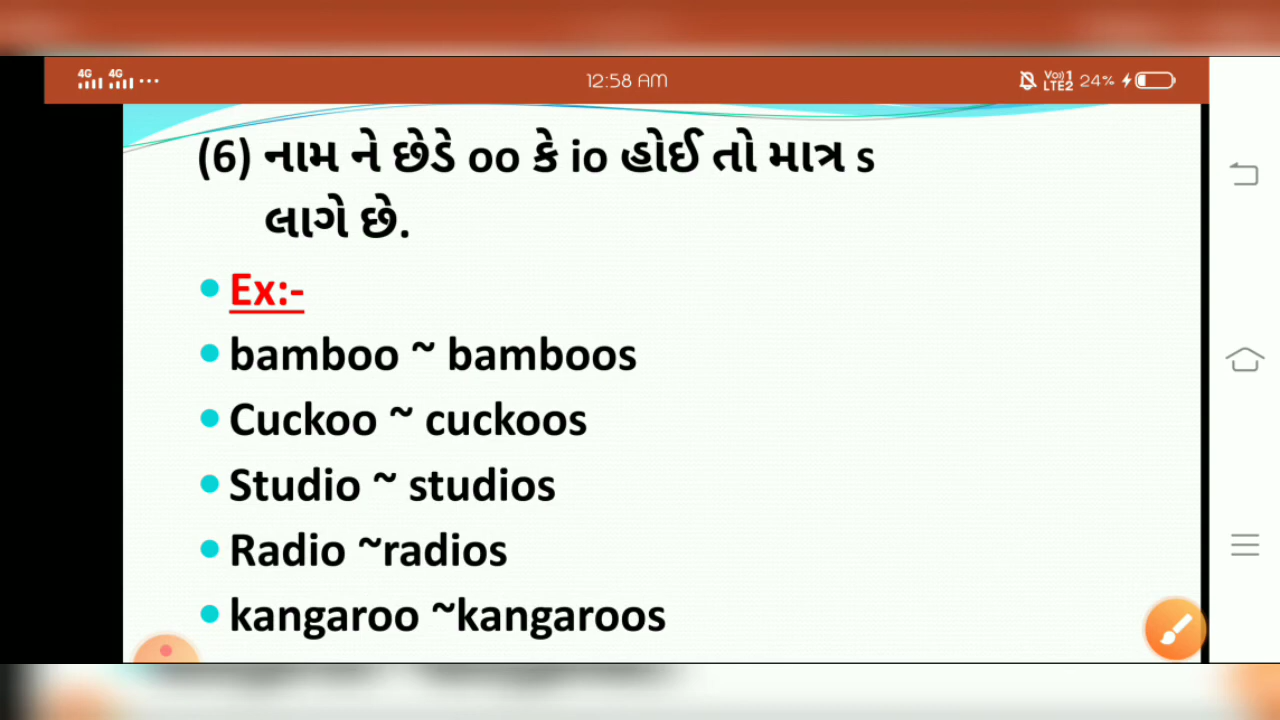 4G 4G ...
12:58 AM
Vo)) 1 LTE2 24%
(6) નામ ને છેડે oo કે io હોઈ તો માત્ર s
લાગે છે.
Ex:-
bamboo ~ bamboos
Cuckoo ~ cuckoos
Studio ~ studios
Radio ~radios
kangaroo ~kangaroos